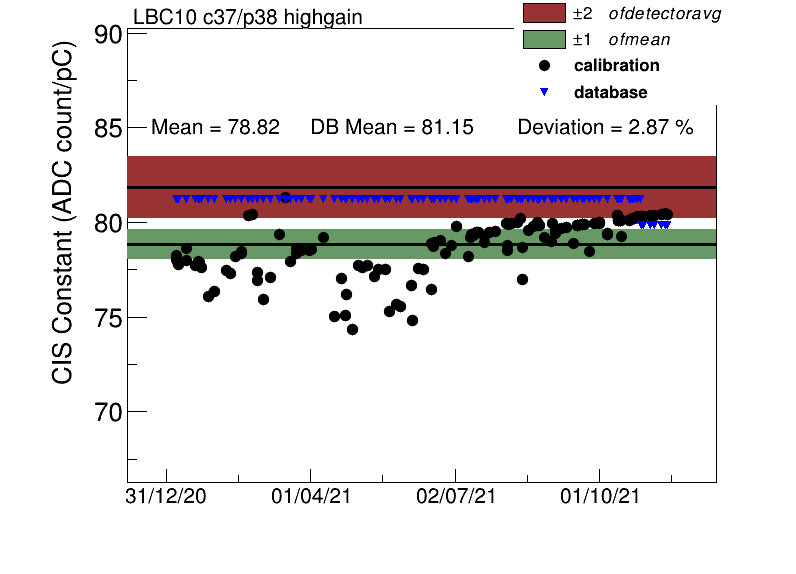 LBC10 c37/p38 highgain
±2 ofdetectoravg
±1 ofmean
calibration
database
Mean = 78.82 DB Mean = 81.15 Deviation = 2.87 %
CIS Constant (ADC count/pC)
90
85
80
75
70
31/12/20 01/04/21 02/07/21 01/10/21